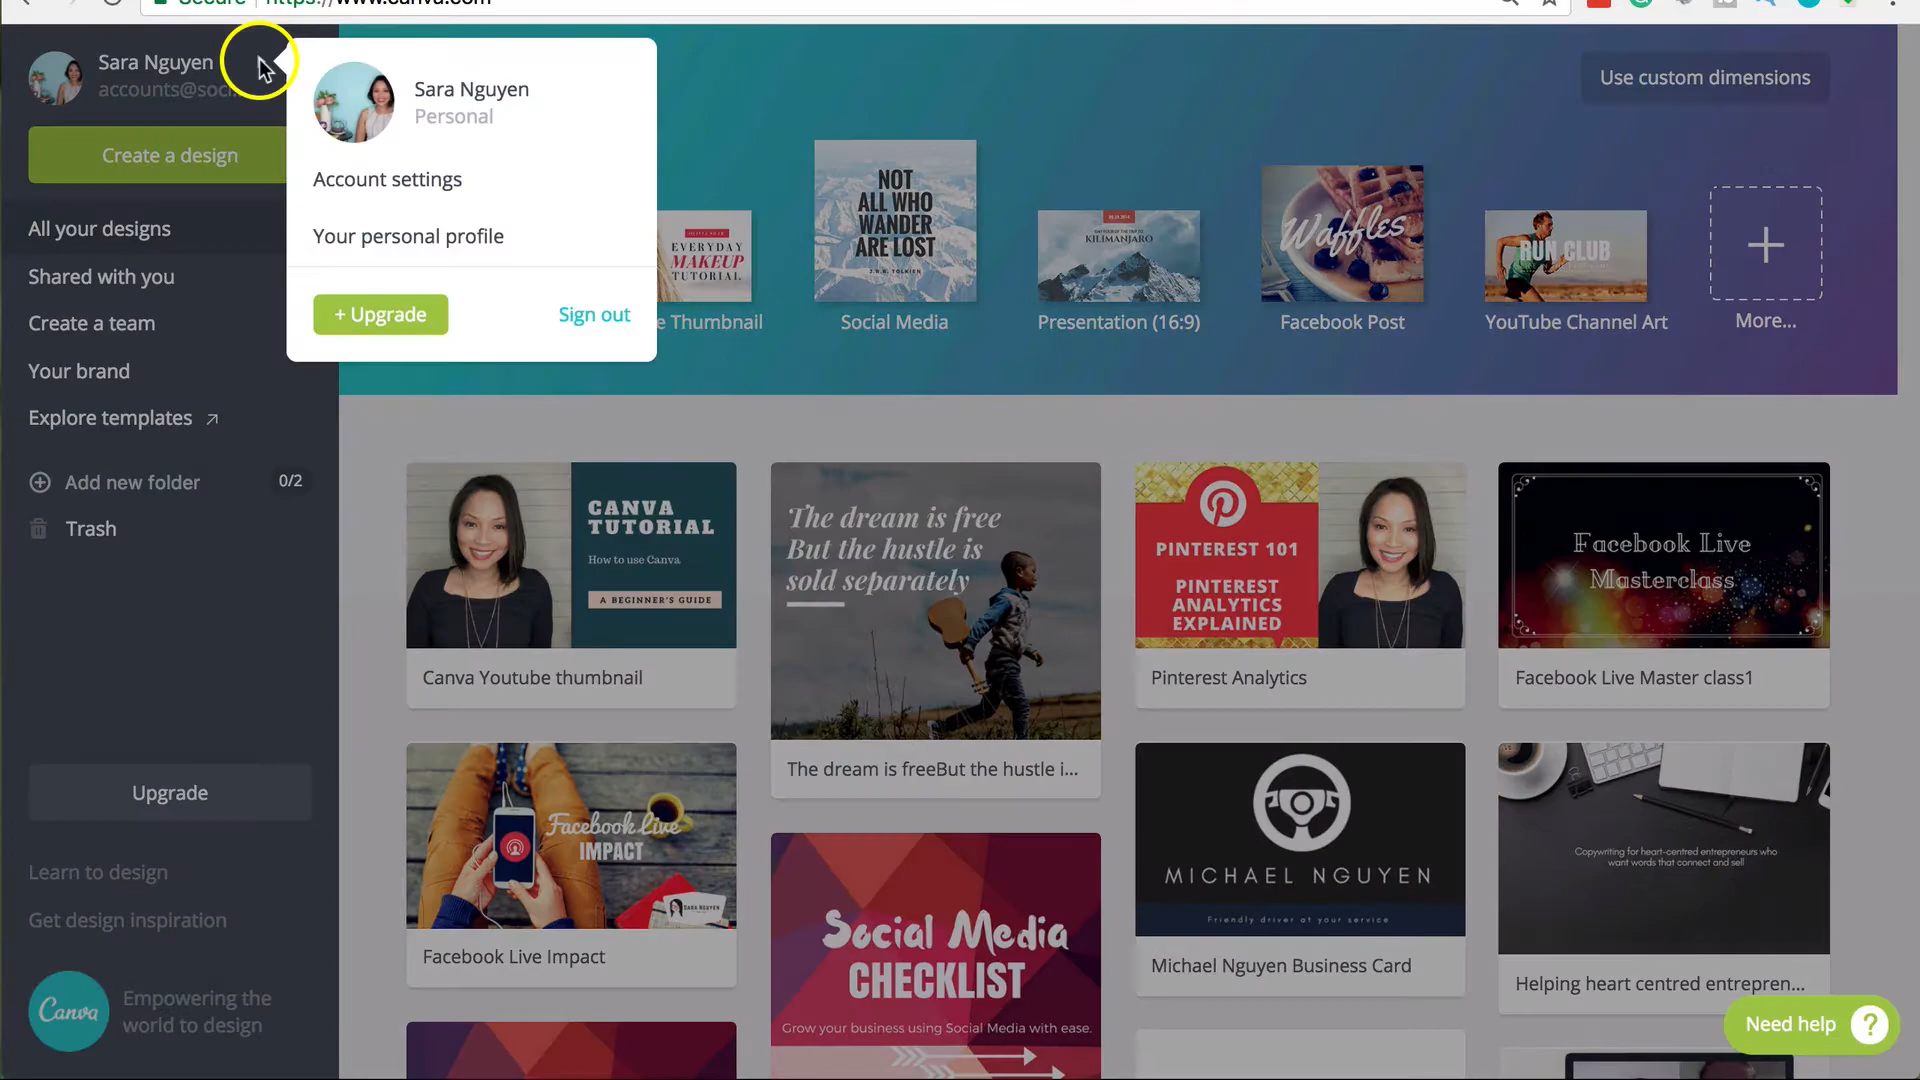 Secure
https://www.canva.com
Sara Nguyen
accounts@soci
Create a design
All your designs
Shared with you
Create a team
Your brand
Explore templates
Add new folder
0/2
Trash
Upgrade
Learn to design
Get design inspiration
Canva
Empowering the
world to design
Sara Nguyen
Personal
Account settings
Your personal profile
+ Upgrade
Sign out
Use custom dimensions
EVERYDAY
MAKEUP
TUTORIAL
e Thumbnail
NOT
ALL WHO
WANDER
ARE LOST
J.R.R. TOLKIEN
Social Media
KILIMANJARO
Presentation (16:9)
Waffles
Facebook Post
RUN CLUB
YouTube Channel Art
More...
CANVA
TUTORIAL
How to use Canva
A BEGINNER'S GUIDE
Canva Youtube thumbnail
The dream is free
But the hustle is
sold separately
The dream is freeBut the hustle i...
PINTEREST 101
PINTEREST
ANALYTICS
EXPLAINED
Pinterest Analytics
Facebook Live
Masterclass
Facebook Live Master class1
Facebook Live
IMPACT
SARA NGUYEN
Facebook Live Impact
Social Media
CHECKLIST
Grow your business using Social Media with ease.
MICHAEL NGUYEN
Friendly driver at your service
Michael Nguyen Business Card
Copywriting for heart-centred entrepreneurs who
want words that connect and sell
Helping heart centred entrepren...
Need help
?